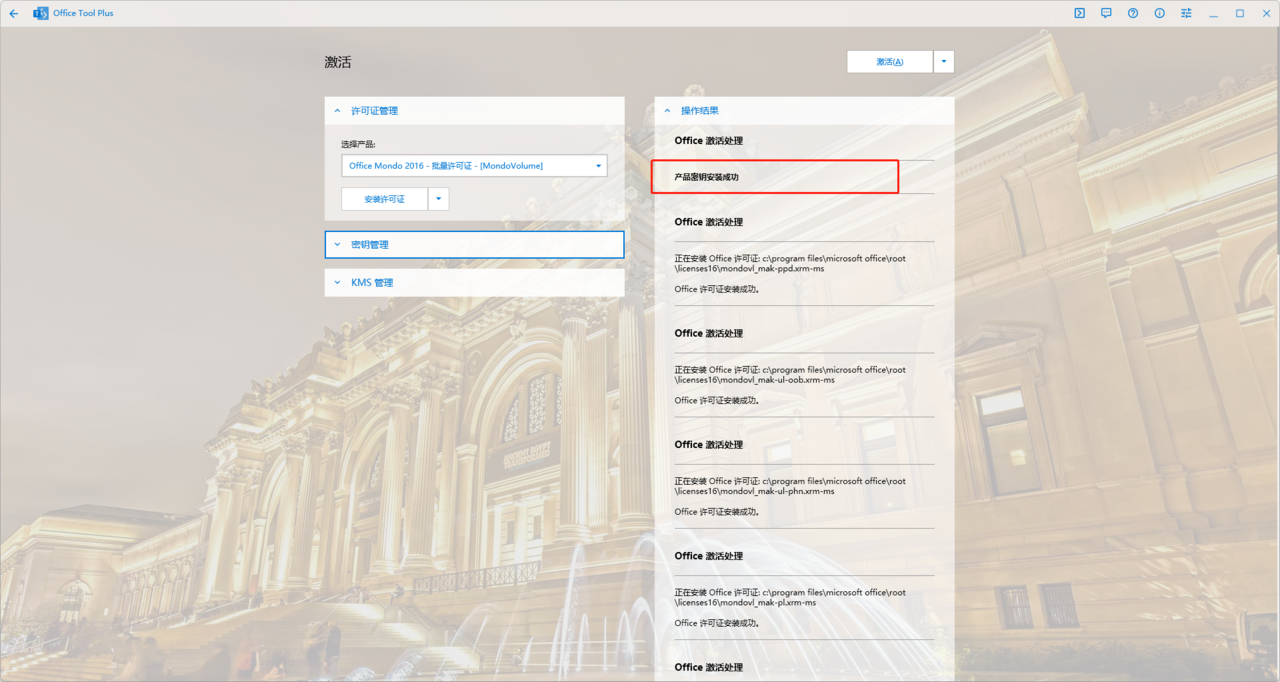 Office Tool Plus
激活
激活(A)
许可证管理
选择产品:
Office Mondo 2016 - 批量许可证 - [MondoVolume]
安装许可证
密钥管理
KMS 管理
操作结果
Office 激活处理
产品密钥安装成功
Office 激活处理
正在安装 Office 许可证: c:\program files\microsoft office\root
\licenses16\mondovl_mak-ppd.xrm-ms
Office 许可证安装成功。
Office 激活处理
正在安装 Office 许可证: c:\program files\microsoft office\root
\licenses16\mondovl_mak-ul-oob.xrm-ms
Office 许可证安装成功。
Office 激活处理
正在安装 Office 许可证: c:\program files\microsoft office\root
\licenses16\mondovl_mak-ul-phn.xrm-ms
Office 许可证安装成功。
Office 激活处理
正在安装 Office 许可证: c:\program files\microsoft office\root
\licenses16\mondovl_mak-pl.xrm-ms
Office 许可证安装成功。
Office 激活处理
ANCIENT EGYPT
TRANSFORMED